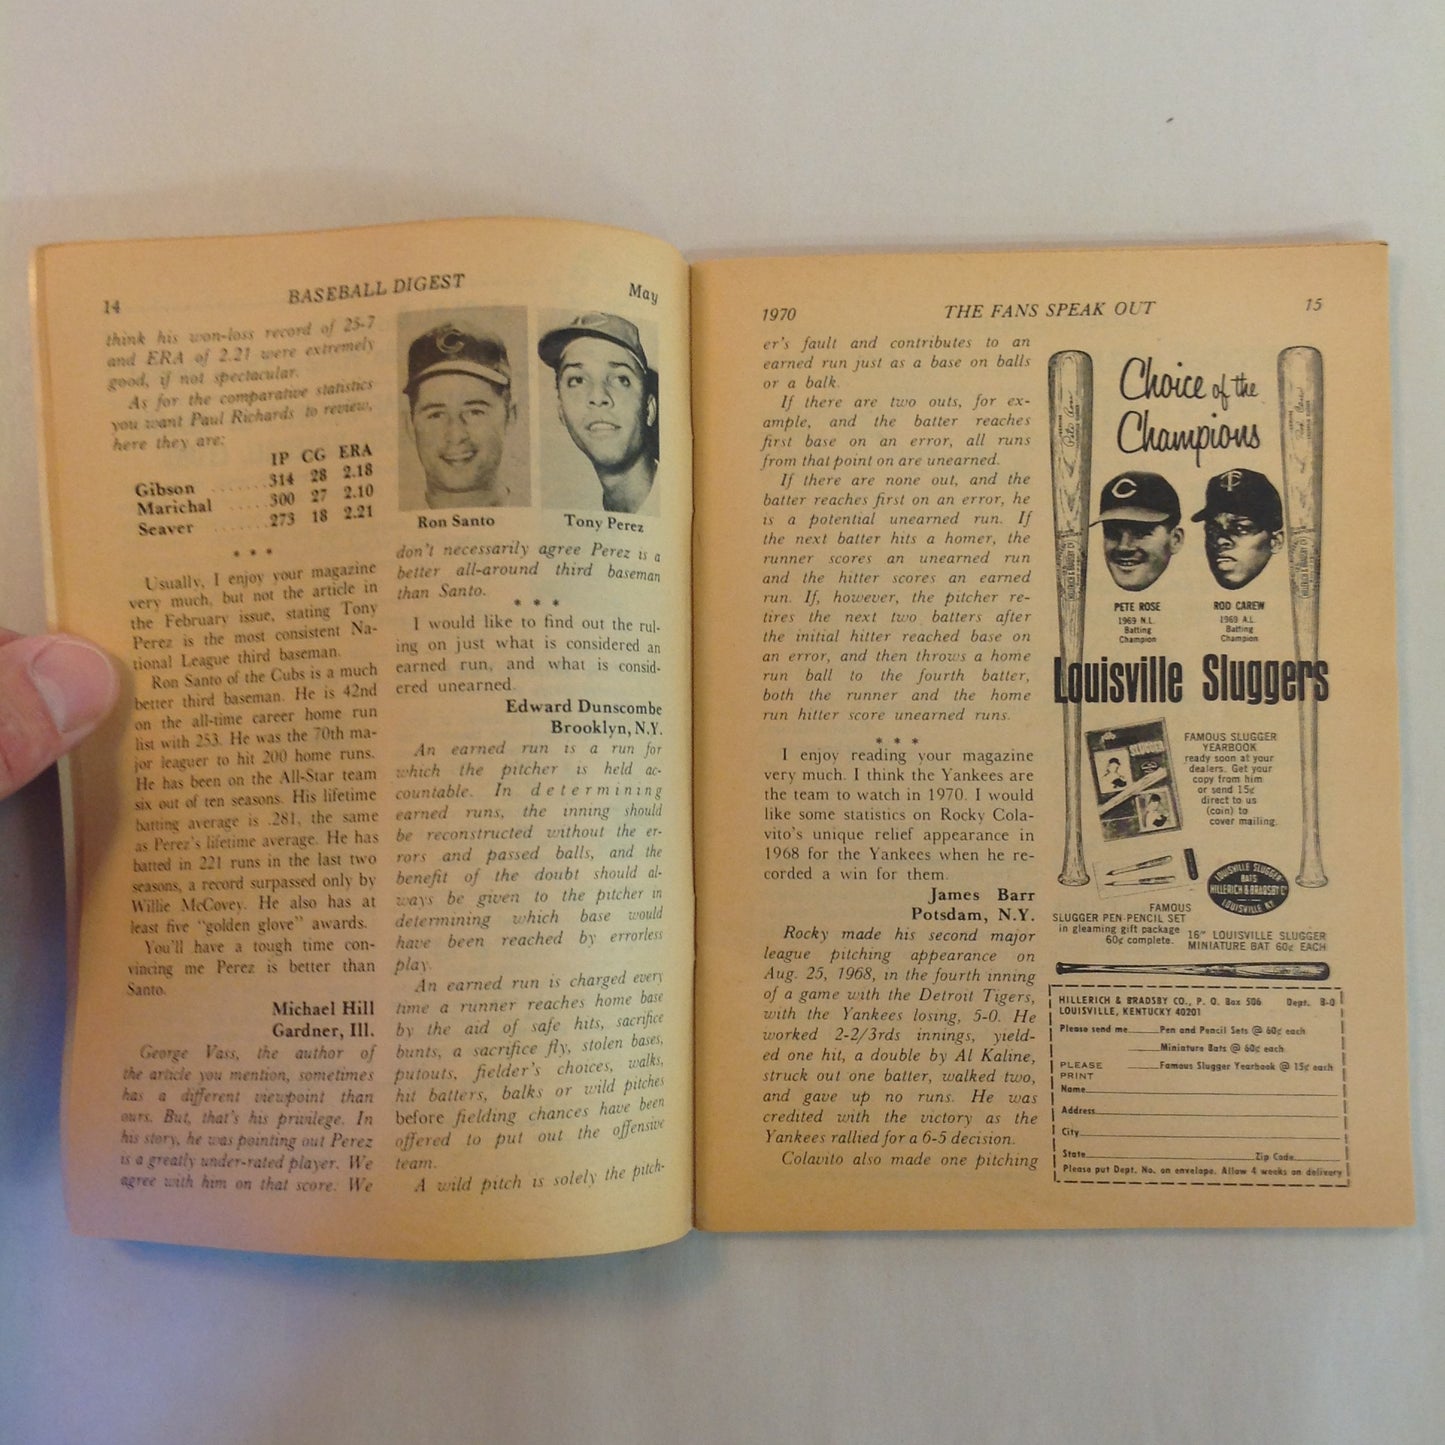 14
BASEBALL DIGEST
May
think his won-loss record of 25-7
and ERA of 2.21 were extremely
good, if not spectacular.
As for the comparative statistics
you want Paul Richards to review,
here they are:
IP CG ERA
Gibson .......314 28 2.18
Marichal ......300 27 2.10
Seaver .......273 18 2.21
* * *
Usually, I enjoy your magazine
very much, but not the article in
the February issue, stating Tony
Perez is the most consistent Na-
tional League third baseman.
Ron Santo of the Cubs is a much
better third baseman. He is 42nd
on the all-time career home run
list with 253. He was the 70th ma-
jor leaguer to hit 200 home runs.
He has been on the All-Star team
six out of ten seasons. His lifetime
batting average is .281, the same
as Perez's lifetime average. He has
batted in 221 runs in the last two
seasons, a record surpassed only by
Willie McCovey. He also has at
least five "golden glove" awards.
You'll have a tough time con-
vincing me Perez is better than
Santo.
Michael Hill
Gardner, Ill.
George Vass, the author of
the article you mention, sometimes
has a different viewpoint than
ours. But, that's his privilege. In
his story, he was pointing out Perez
is a greatly under-rated player. We
agree with him on that score. We
Ron Santo
Tony Perez
don't necessarily agree Perez is a
better all-around third baseman
than Santo.
* * *
I would like to find out the rul-
ing on just what is considered an
earned run, and what is consid-
ered unearned.
Edward Dunscombe
Brooklyn, N.Y.
An earned run is a run for
which the pitcher is held ac-
countable. In determining
earned runs, the inning should
be reconstructed without the er-
rors and passed balls, and the
benefit of the doubt should al-
ways be given to the pitcher in
determining which base would
have been reached by errorless
play.
An earned run is charged every
time a runner reaches home base
by the aid of safe hits, sacrifice
bunts, a sacrifice fly, stolen bases,
putouts, fielder's choices, walks,
hit batters, balks or wild pitches
before fielding chances have been
offered to put out the offensive
team.
A wild pitch is solely the pitch-
1970
THE FANS SPEAK OUT
15
er's fault and contributes to an
earned run just as a base on balls
or a balk.
If there are two outs, for ex-
ample, and the batter reaches
first base on an error, all runs
from that point on are unearned.
If there are none out, and the
batter reaches first on an error, he
is a potential unearned run. If
the next batter hits a homer, the
runner scores an unearned run
and the hitter scores an earned
run. If, however, the pitcher re-
tires the next two batters after
the initial hitter reached base on
an error, and then throws a home
run ball to the fourth batter,
both the runner and the home
run hitter score unearned runs.
* * *
I enjoy reading your magazine
very much. I think the Yankees are
the team to watch in 1970. I would
like some statistics on Rocky Cola-
vito's unique relief appearance in
1968 for the Yankees when he re-
corded a win for them.
James Barr
Potsdam, N.Y.
Rocky made his second major
league pitching appearance on
Aug. 25, 1968, in the fourth inning
of a game with the Detroit Tigers,
with the Yankees losing, 5-0. He
worked 2-2/3rds innings, yield-
ed one hit, a double by Al Kaline,
struck out one batter, walked two,
and gave up no runs. He was
credited with the victory as the
Yankees rallied for a 6-5 decision.
Colavito also made one pitching
Choice of the
Champions
PETE ROSE
1969 N.L.
Batting
Champion
ROD CAREW
1969 A.L.
Batting
Champion
Louisville Sluggers
SLUGGER
FAMOUS SLUGGER
YEARBOOK
ready soon at your
dealers. Get your
copy from him
or send 15¢
direct to us
(coin) to
cover mailing.
LOUISVILLE SLUGGER
BATS
HILLERICH & BRADSBY Cº
LOUISVILLE, KY.
FAMOUS
SLUGGER PEN-PENCIL SET
in gleaming gift package
60¢ complete.
16" LOUISVILLE SLUGGER
MINIATURE BAT 60¢ EACH
HILLERICH & BRADSBY CO., P. O. Box 506 Dept. B-0
LOUISVILLE, KENTUCKY 40201
Please send me______Pen and Pencil Sets @ 60¢ each
______Miniature Bats @ 60¢ each
______Famous Slugger Yearbook @ 15¢ each
PLEASE
PRINT
Name
Address
City
State Zip Code
Please put Dept. No. on envelope. Allow 4 weeks on delivery